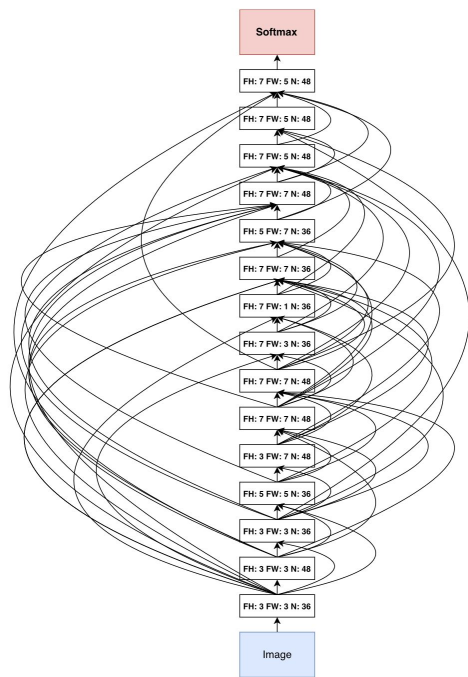 Softmax
FH: 7 FW: 5 N: 48
FH: 7 FW: 5 N: 48
FH: 7 FW: 5 N: 48
FH: 7 FW: 7 N: 48
FH: 5 FW: 7 N: 36
FH: 7 FW: 7 N: 36
FH: 7 FW: 1 N: 36
FH: 7 FW: 3 N: 36
FH: 7 FW: 7 N: 48
FH: 7 FW: 7 N: 48
FH: 3 FW: 7 N: 48
FH: 5 FW: 5 N: 36
FH: 3 FW: 3 N: 36
FH: 3 FW: 3 N: 48
FH: 3 FW: 3 N: 36
Image